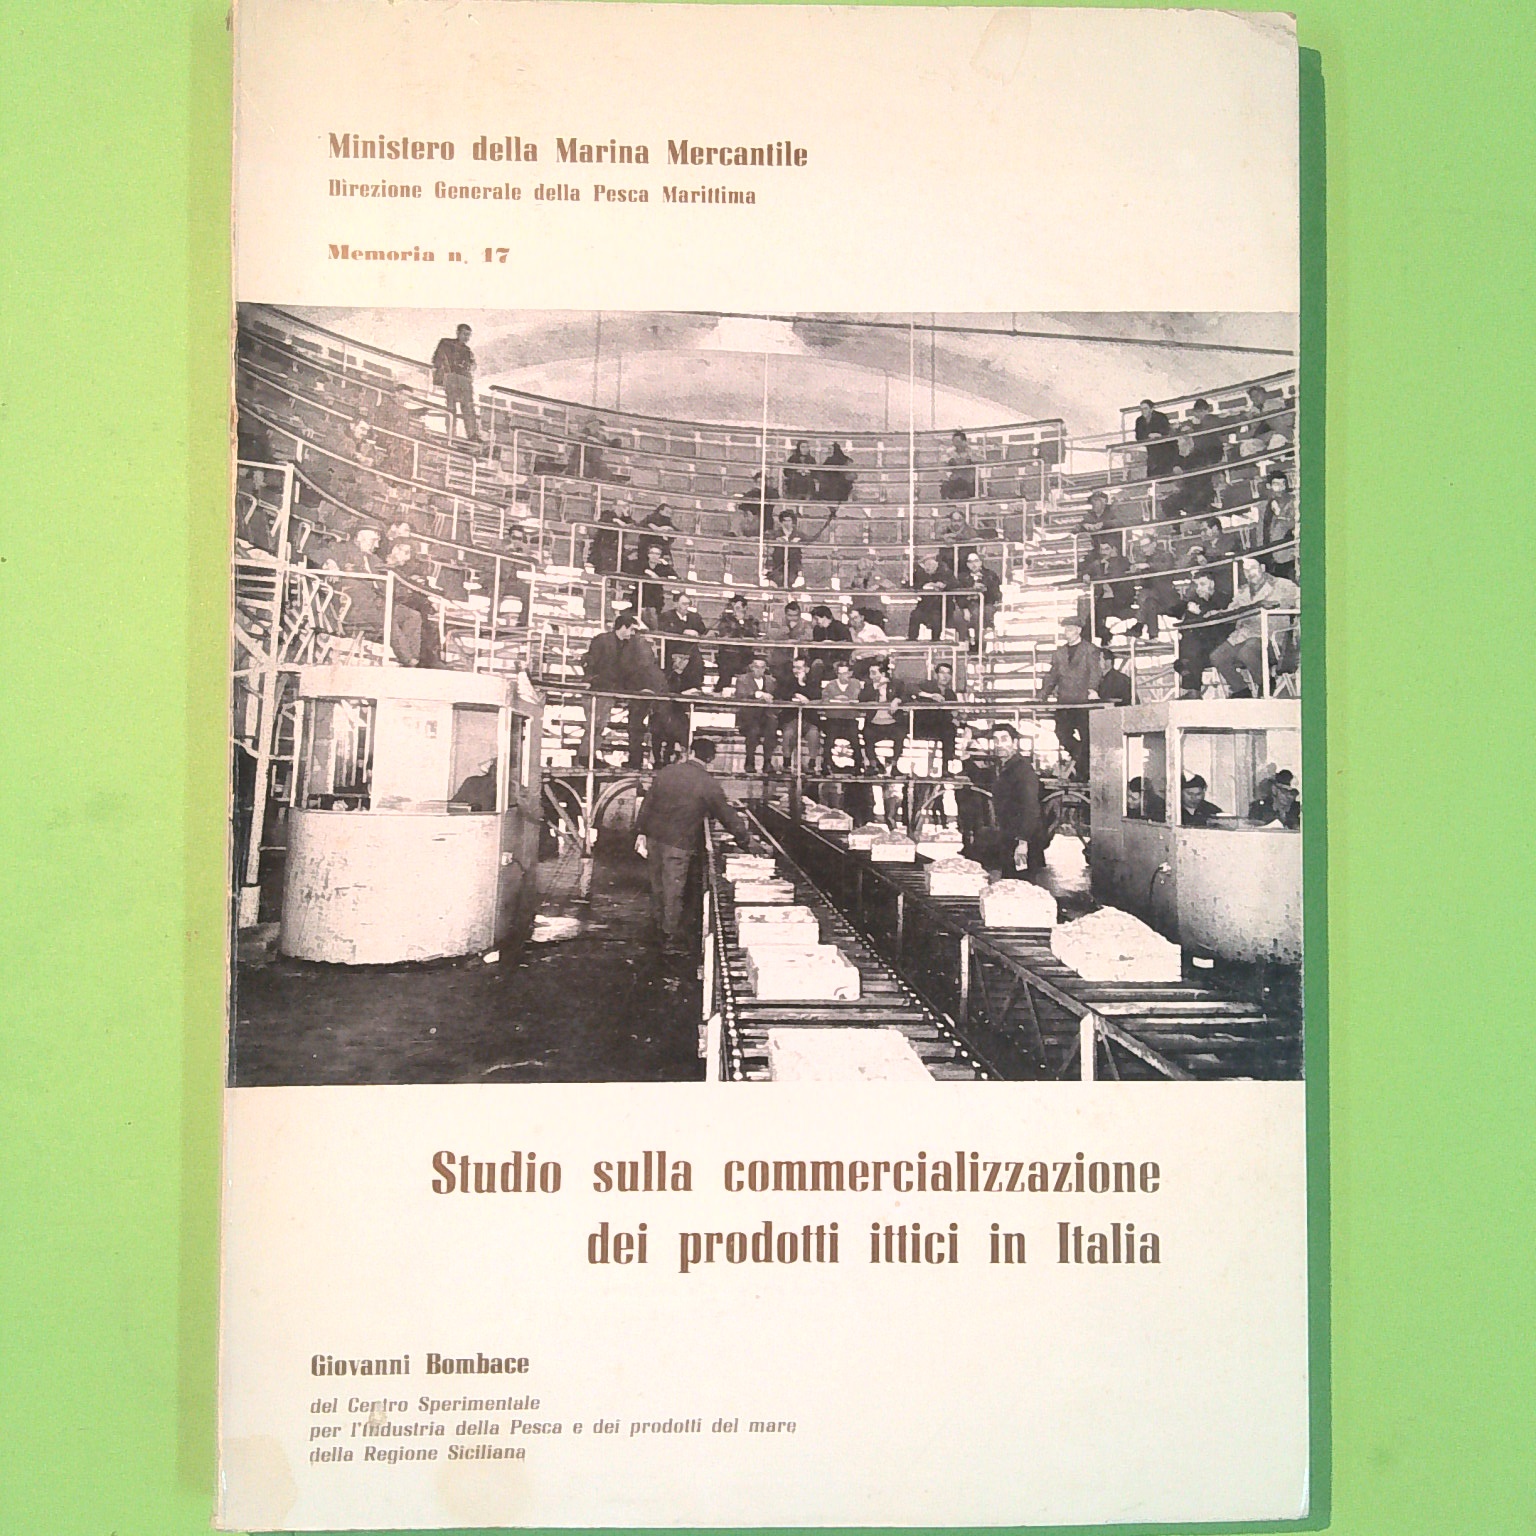 Ministero della Marina Mercantile
Direzione Generale della Pesca Marittima
Memoria n. 17
Studio sulla commercializzazione
dei prodotti ittici in Italia
Giovanni Bombace
del Centro Sperimentale
per l'Industria della Pesca e dei prodotti del mare
della Regione Siciliana